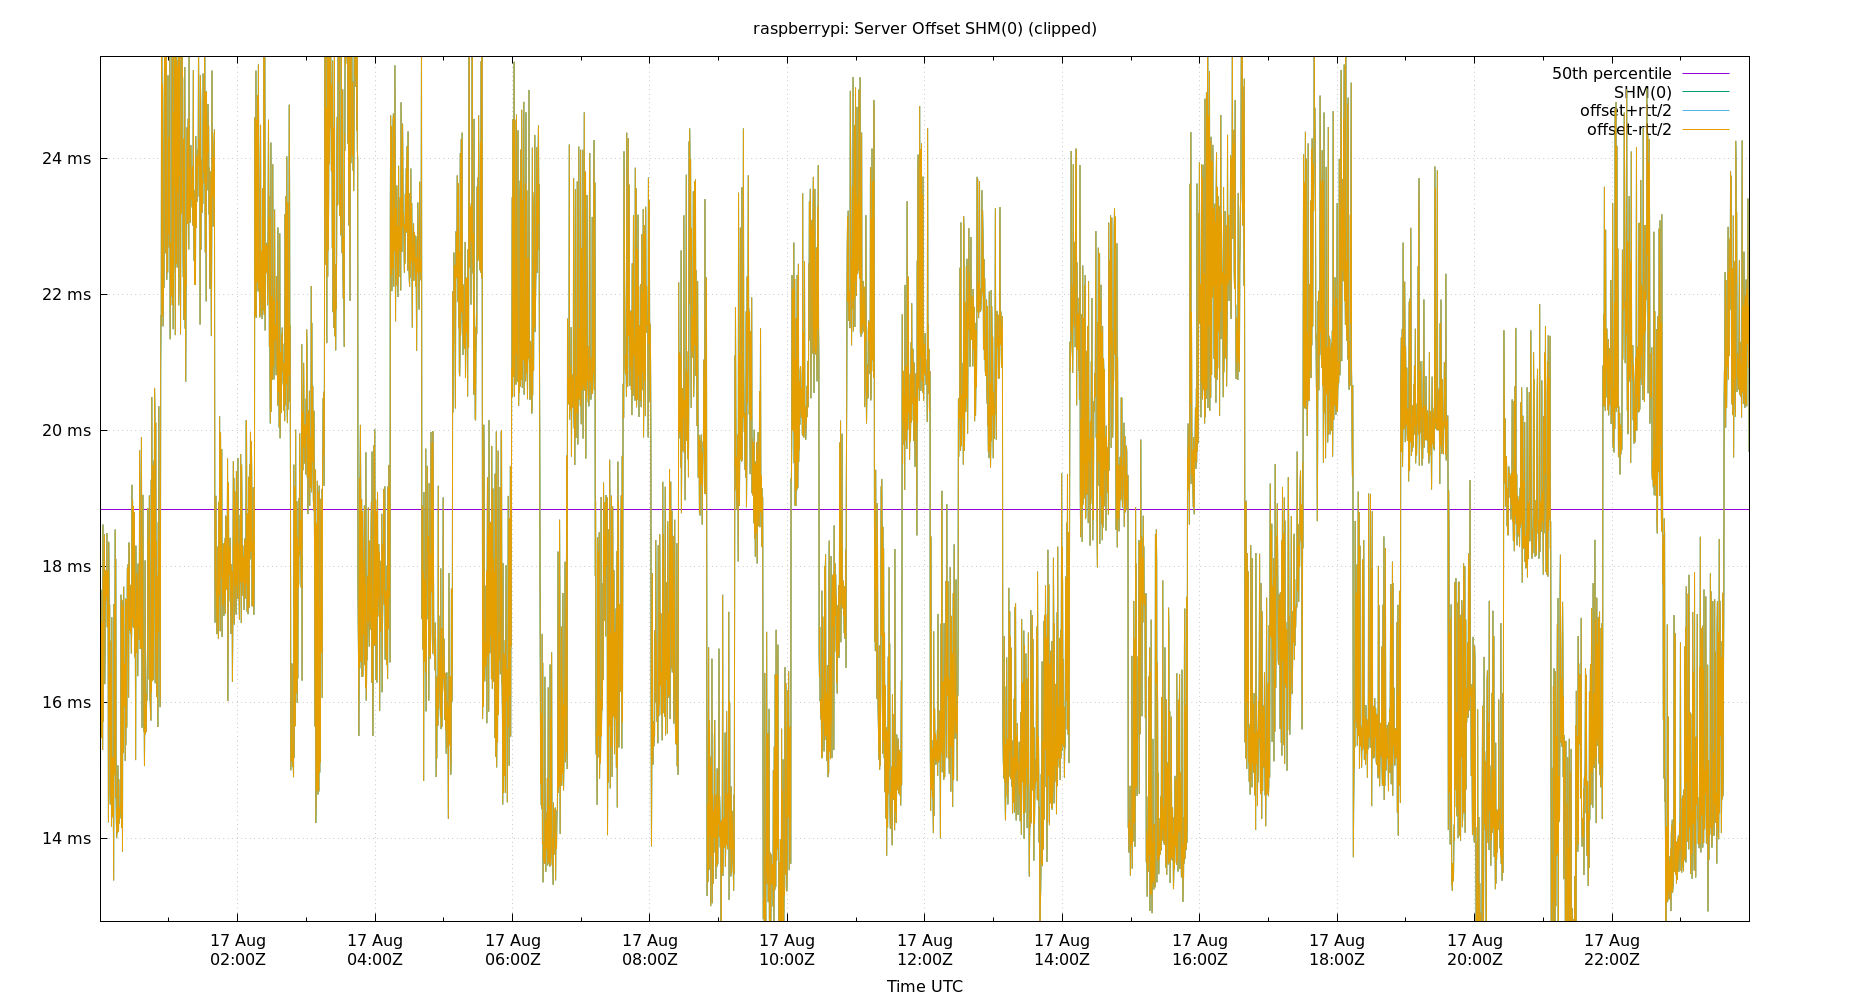 raspberrypi: Server Offset SHM(0) (clipped)
50th percentile
SHM(0)
offset+rtt/2
offset-rtt/2
24 ms
22 ms
20 ms
18 ms
16 ms
14 ms
17 Aug 17 Aug 17 Aug 17 Aug 17 Aug 17 Aug 17 Aug 17 Aug 17 Aug 17 Aug 17 Aug
02:00Z 04:00Z 06:00Z 08:00Z 10:00Z 12:00Z 14:00Z 16:00Z 18:00Z 20:00Z 22:00Z
Time UTC